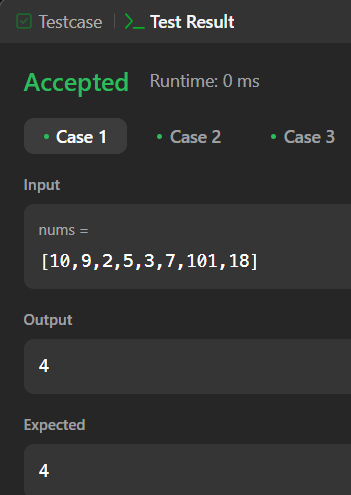 Testcase Test Result
Accepted Runtime: 0 ms
Case 1 Case 2 Case 3
Input
nums =
[10,9,2,5,3,7,101,18]
Output
4
Expected
4